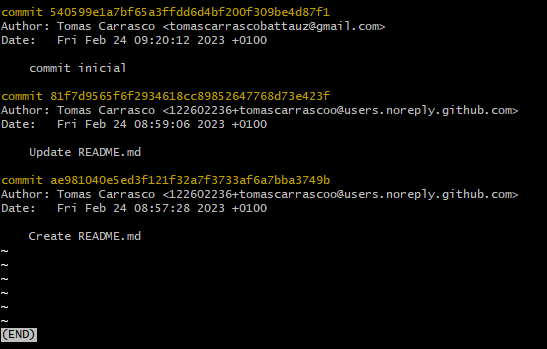 commit 540599e1a7bf65a3ffdd6d4bf200f309be4d87f1
Author: Tomas Carrasco <tomascarrascobattauz@gmail.com>
Date:   Fri Feb 24 09:20:12 2023 +0100
    commit inicial
commit 81f7d9565f6f2934618cc89852647768d73e423f
Author: Tomas Carrasco <122602236+tomascarrascoo@users.noreply.github.com>
Date:   Fri Feb 24 08:59:06 2023 +0100
    Update README.md
commit ae981040e5ed3f121f32a7f3733af6a7bba3749b
Author: Tomas Carrasco <122602236+tomascarrascoo@users.noreply.github.com>
Date:   Fri Feb 24 08:57:28 2023 +0100
    Create README.md
~
~
~
~
~
~
(END)